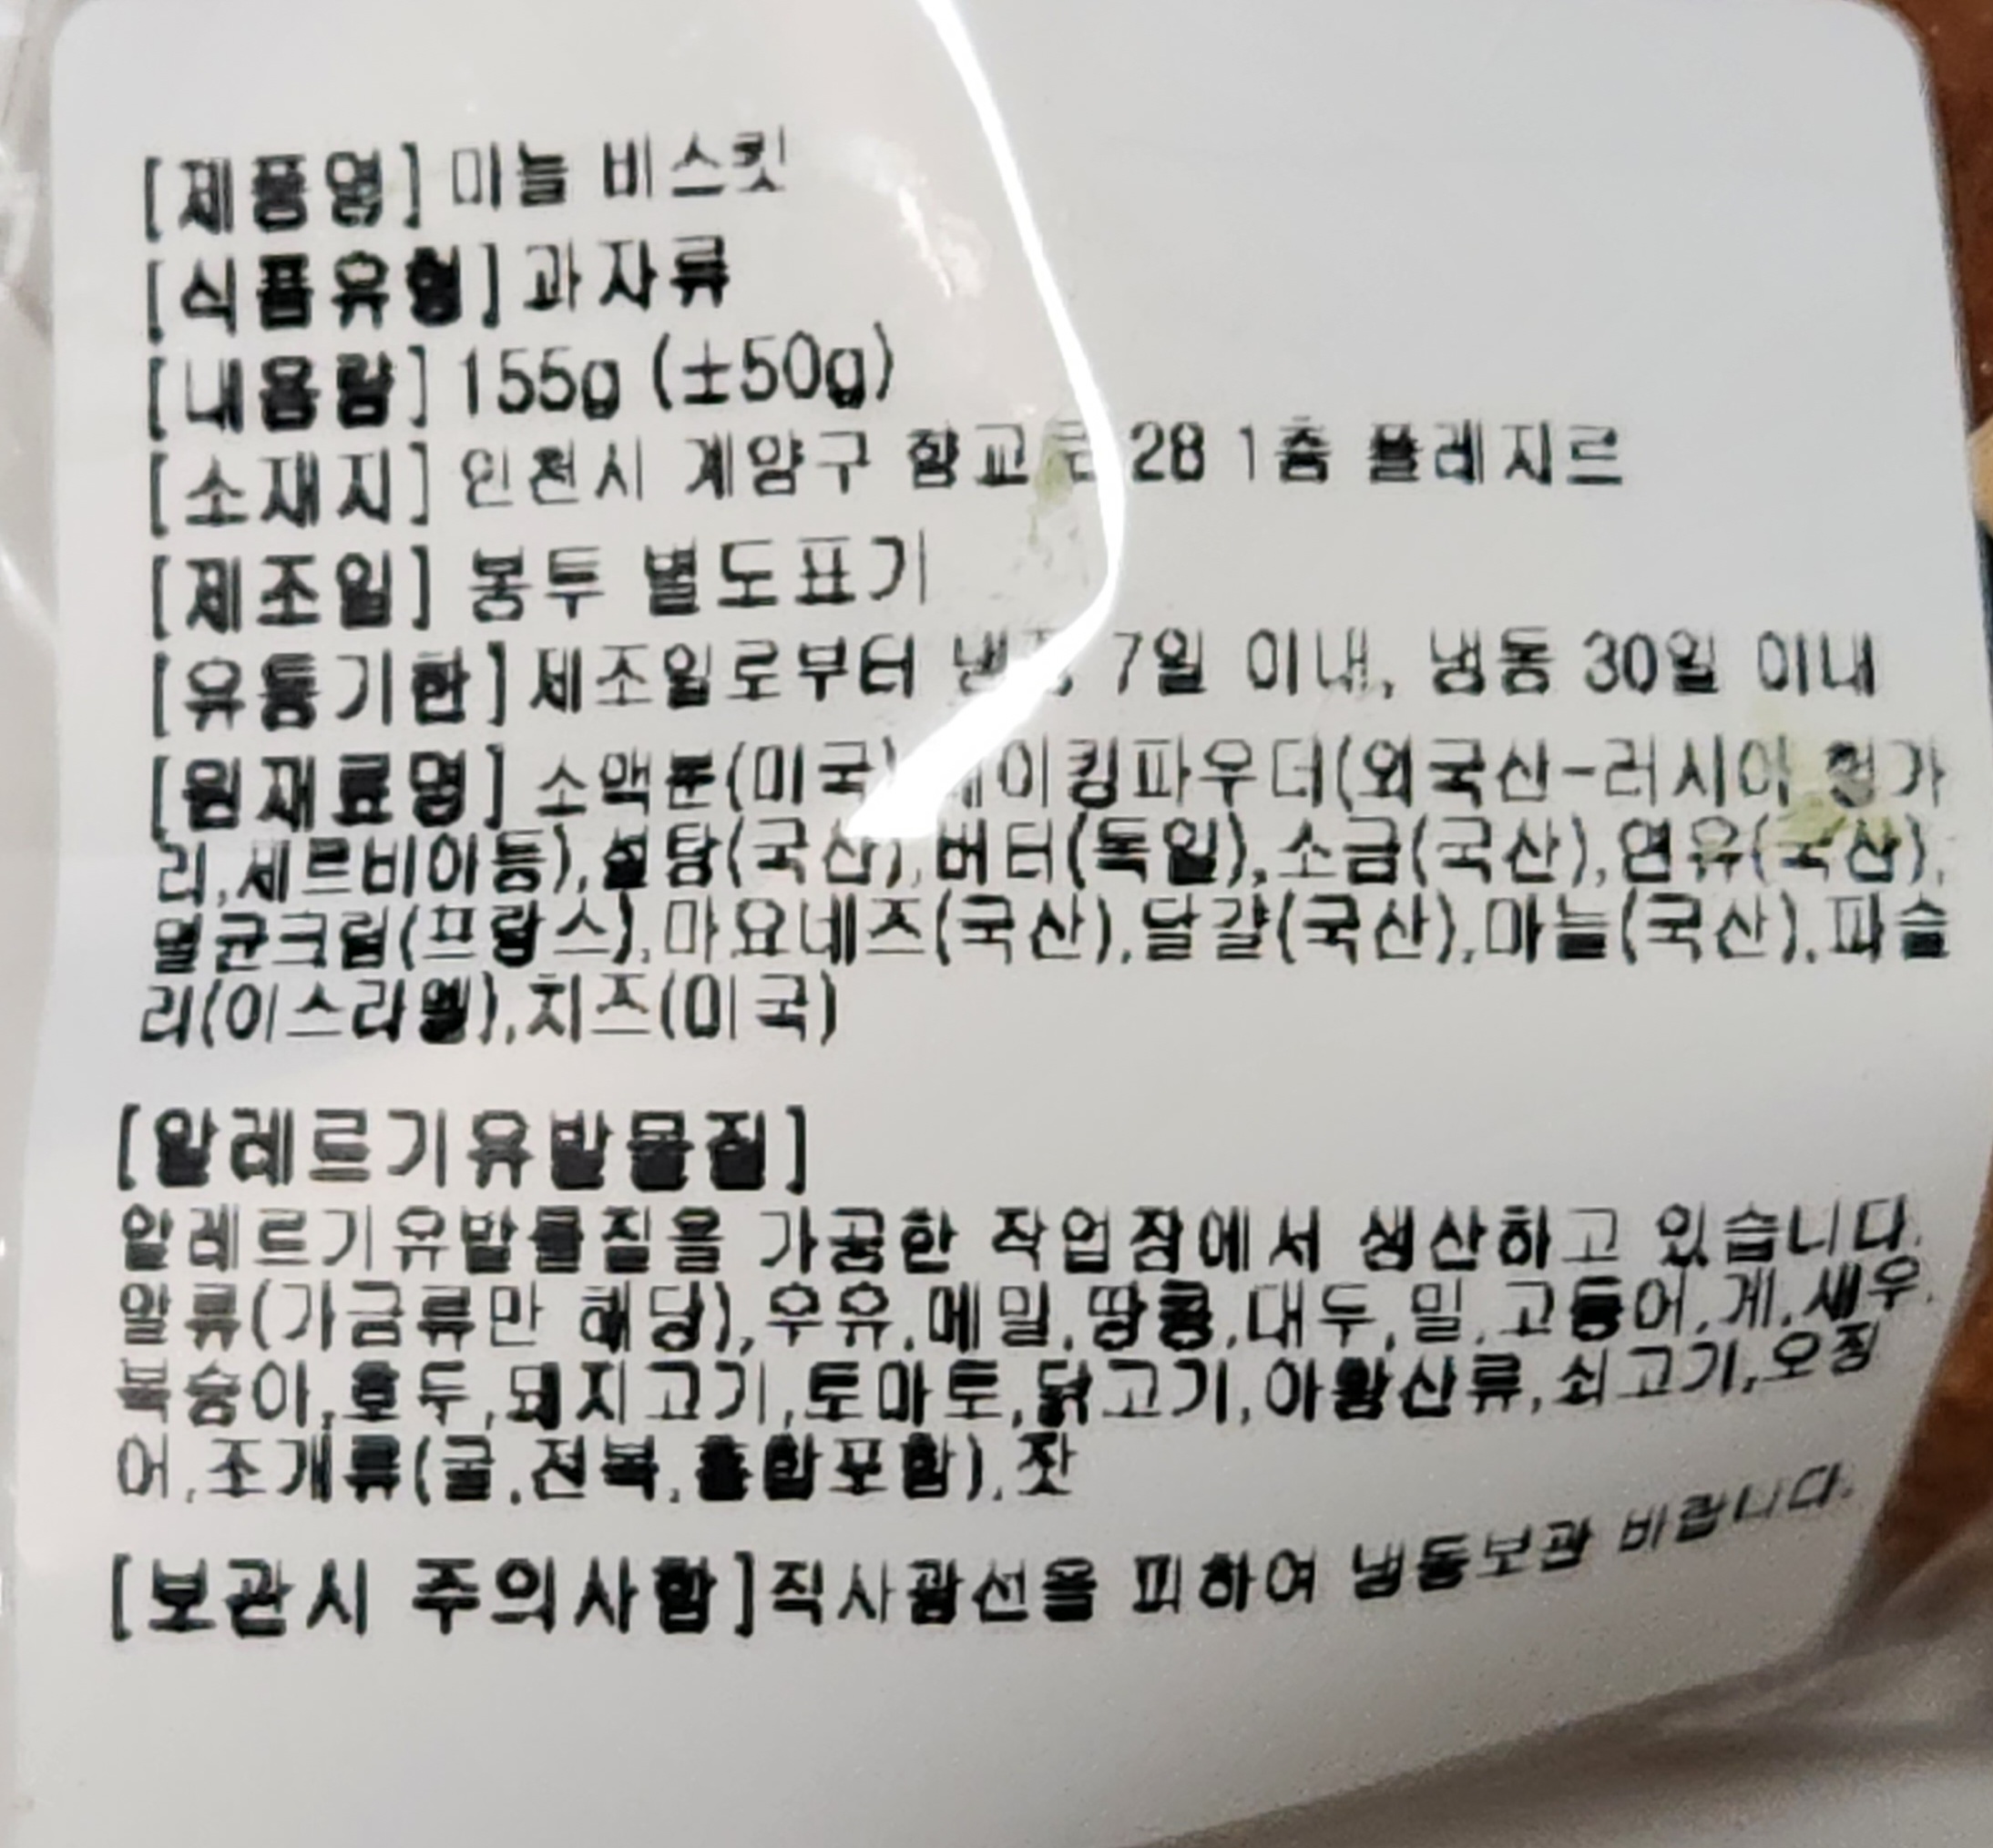 [제품명] 미늘 비스킷
[식품유형] 과자류
[내용량] 155g (±50g)
[소재지] 인천시 계양구 향교로 28 1층 플레지르
[제조일] 봉투 별도표기
[유통기한] 제조일로부터 7일 이내, 냉동 30일 이내
[원재료명] 소맥분(미국) 베이킹파우더(외국산-러시아 헝가
리,세르비아등),설탕(국산),버터(독일),소금(국산),연유(국산),
멸균크림(프랑스),마요네즈(국산),달걀(국산),마늘(국산),파슬
리(이스라엘),치즈(미국)
[알레르기유발물질]
알레르기유발물질을 가공한 작업장에서 생산하고 있습니다.
알류(가금류만 해당),우유,메밀,땅콩,대두,밀,고등어,게,새우,
복숭아,호두,돼지고기,토마토,닭고기,아황산류,쇠고기,오징
어,조개류(굴,전복,홍합포함),잣
[보관시 주의사항]직사광선을 피하여 냉동보관 바랍니다.